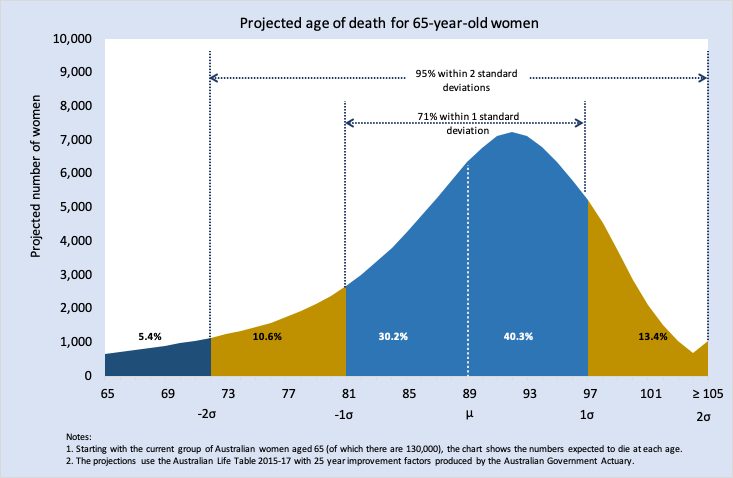 Projected age of death for 65-year-old women
Projected number of women
10,000
9,000
8,000
7,000
6,000
5,000
4,000
3,000
2,000
1,000
0
95% within 2 standard
deviations
71% within 1 standard
deviation
5.4% 10.6% 30.2% 40.3% 13.4%
65 69 73 77 81 85 89 93 97 101 ≥ 105
-2σ -1σ μ 1σ 2σ
Notes:
1. Starting with the current group of Australian women aged 65 (of which there are 130,000), the chart shows the numbers expected to die at each age.
2. The projections use the Australian Life Table 2015-17 with 25 year improvement factors produced by the Australian Government Actuary.